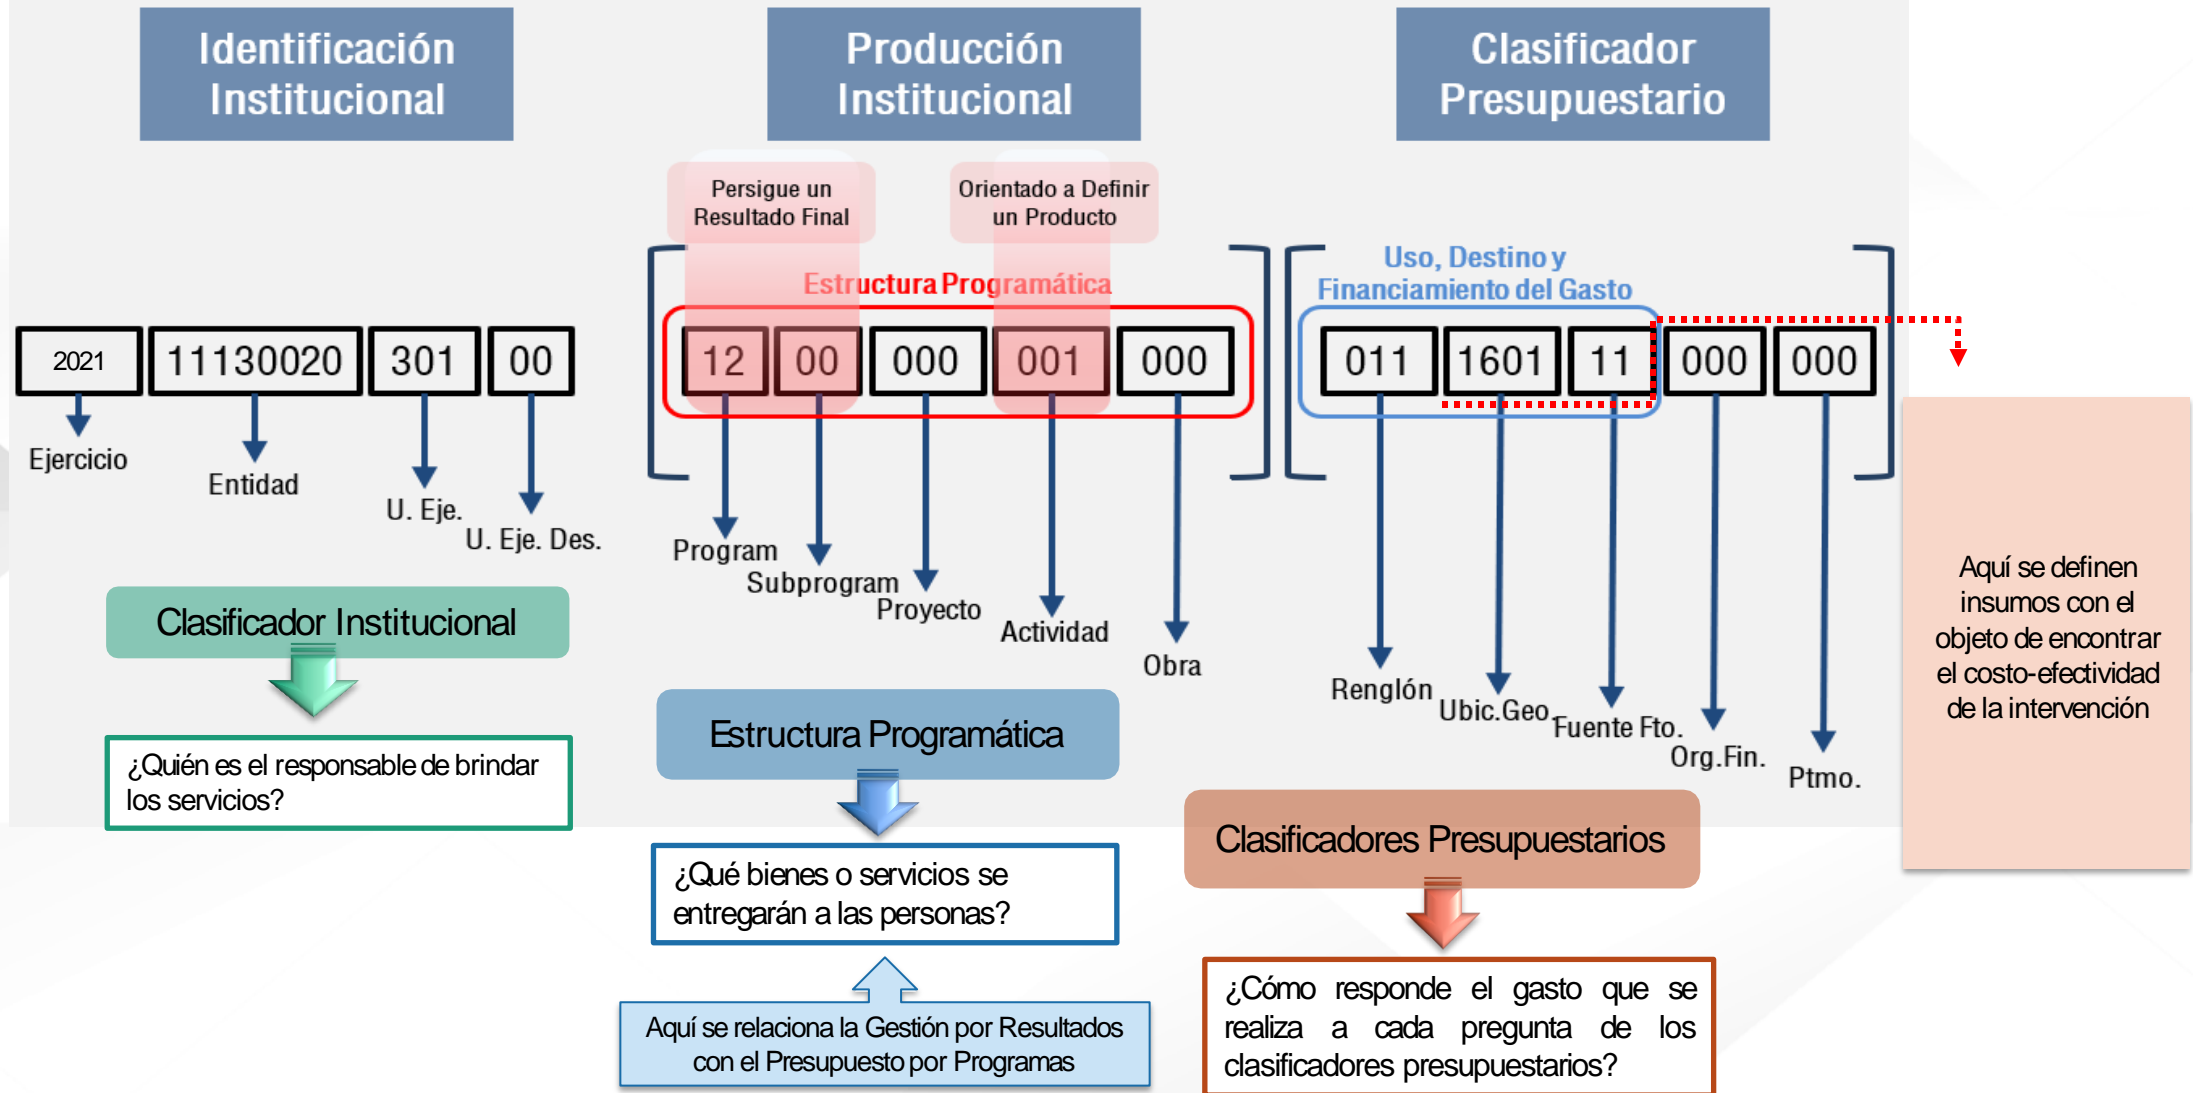 Identificación
Institucional
Producción
Institucional
Clasificador
Presupuestario
Persigue un
Resultado Final
Orientado a Definir
un Producto
Estructura Programática
Uso, Destino y
Financiamiento del Gasto
2021 11130020 301 00
12 00 000 001 000
011 1601 11 000 000
Ejercicio
Entidad
U. Eje.
U. Eje. Des.
Program
Subprogram
Proyecto
Actividad
Obra
Renglón
Ubic.Geo.
Fuente Fto.
Org.Fin.
Ptmo.
Clasificador Institucional
¿Quién es el responsable de brindar
los servicios?
Estructura Programática
¿Qué bienes o servicios se
entregarán a las personas?
Aquí se relaciona la Gestión por Resultados
con el Presupuesto por Programas
Clasificadores Presupuestarios
¿Cómo responde el gasto que se
realiza a cada pregunta de los
clasificadores presupuestarios?
Aquí se definen
insumos con el
objeto de encontrar
el costo-efectividad
de la intervención